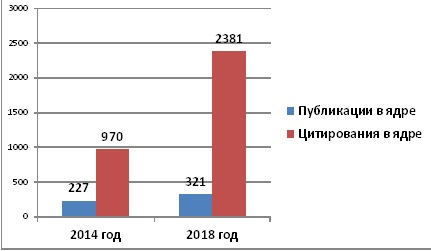 3000
2500
2000
1500
1000
500
0
227
970
321
2381
2014 год
2018 год
Публикации в ядре
Цитирования в ядре